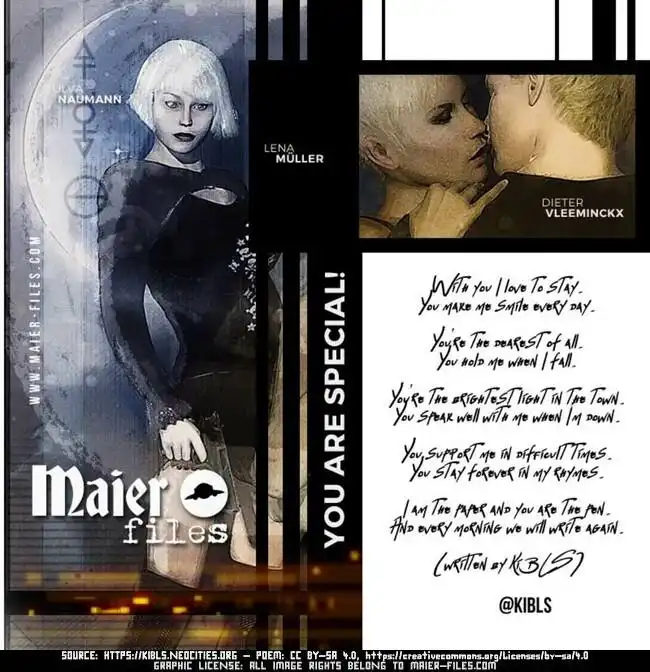 ULVA
NAUMANN
WWW.MAIER-FILES.COM
Maier
files
LENA
MÜLLER
DIETER
VLEEMINCKX
YOU ARE SPECIAL!
With you I love to stay.
You make me smile every day.
You're the dearest of all.
You hold me when I fall.
You're the brightest light in the town.
You spear well with me when I'm down.
You support me in difficult times.
You stay forever in my rhymes.
I am the paper and you are the pen.
And every morning we will write again.
(written by KiBLS)
@KIBLS
SOURCE: HTTPS://KIBLS.NEOCITIES.ORG – POEM: CC BY-SA 4.0, https://creativecommons.org/licenses/by-sa/4.0
GRAPHIC LICENSE: ALL IMAGE RIGHTS BELONG TO MAIER-FILES.COM